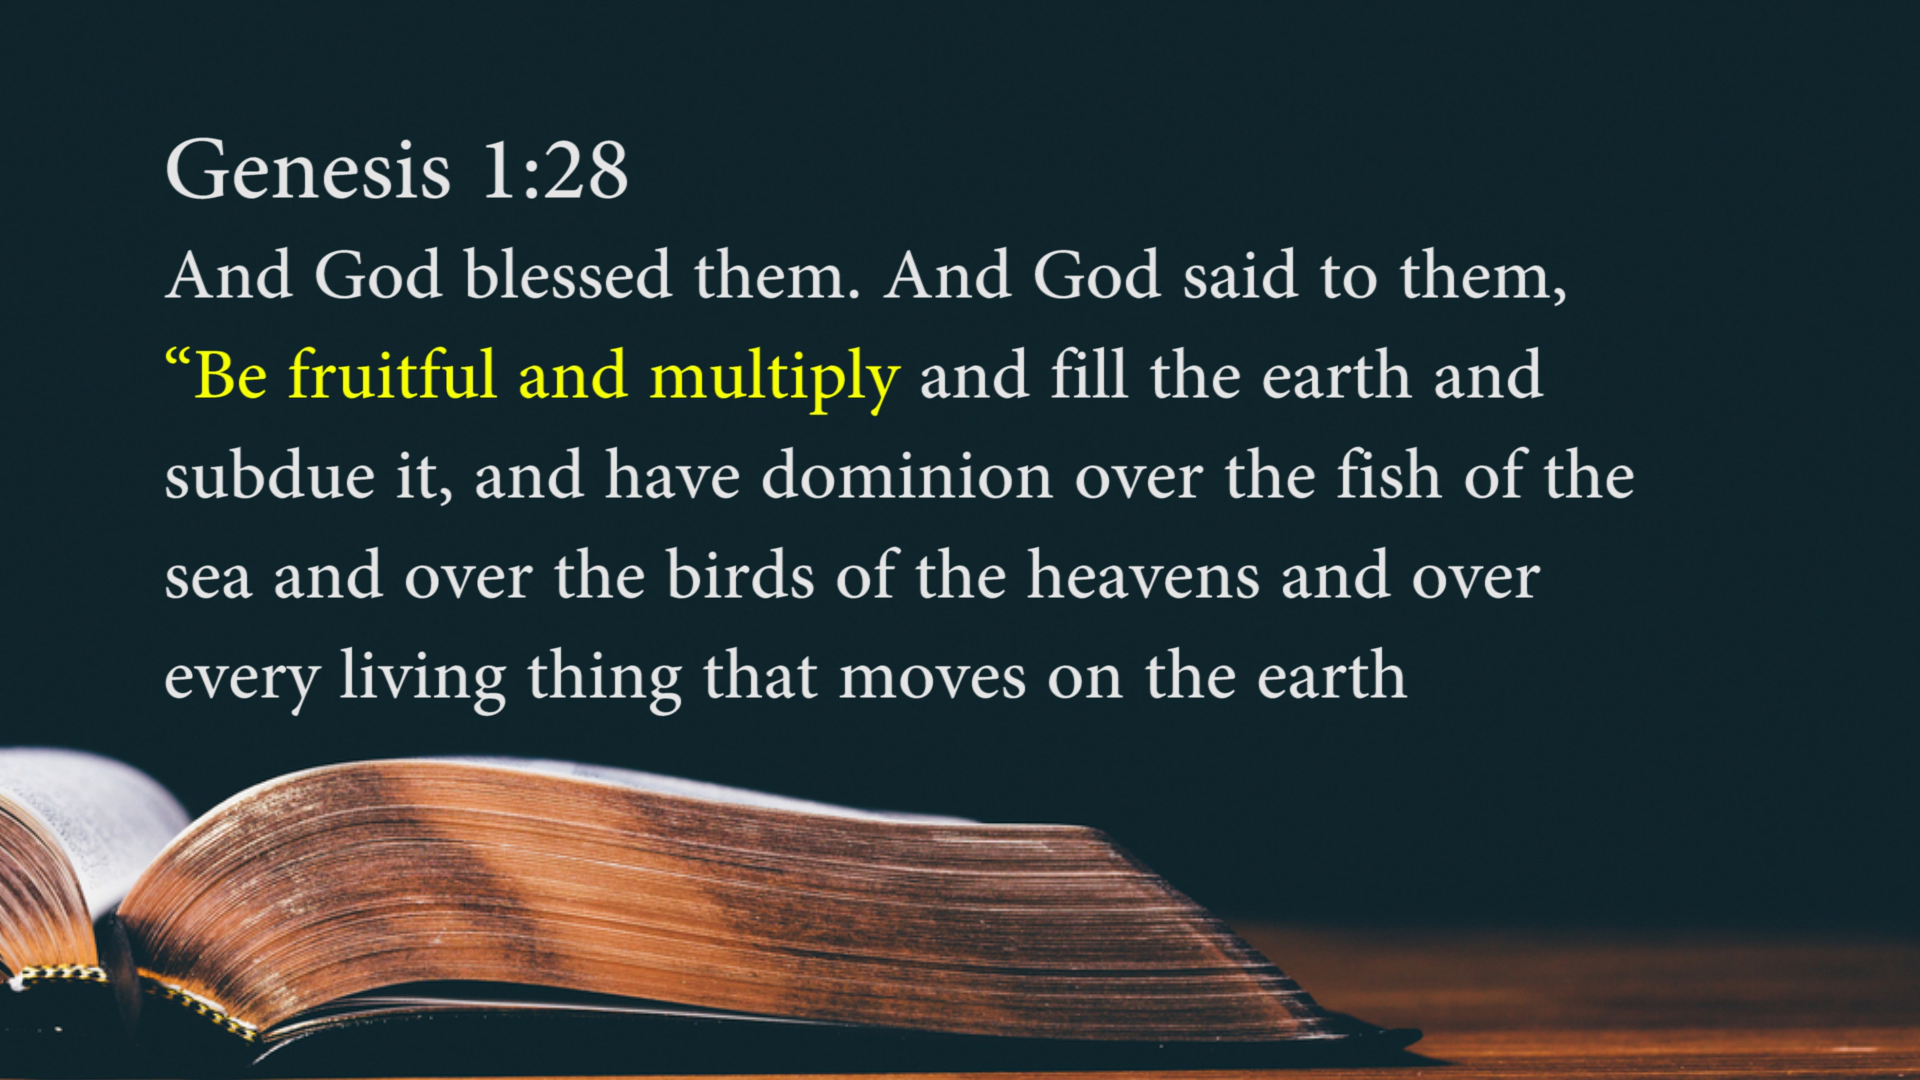 Genesis 1:28
And God blessed them. And God said to them,
“Be fruitful and multiply and fill the earth and
subdue it, and have dominion over the fish of the
sea and over the birds of the heavens and over
every living thing that moves on the earth